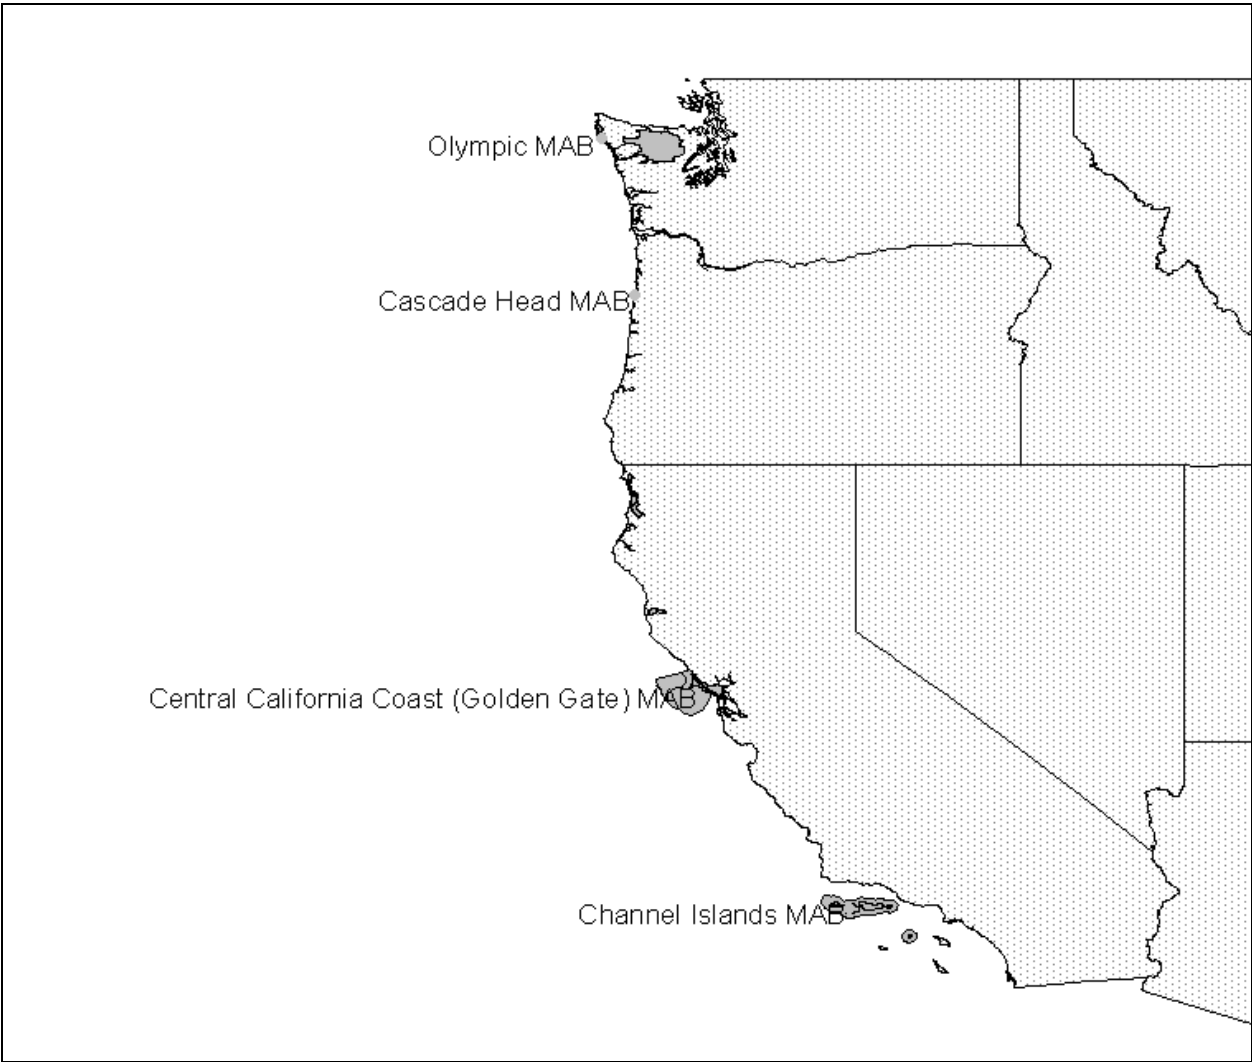 Olympic MAB
Cascade Head MAB
Central California Coast (Golden Gate) MAB
Channel Islands MAB